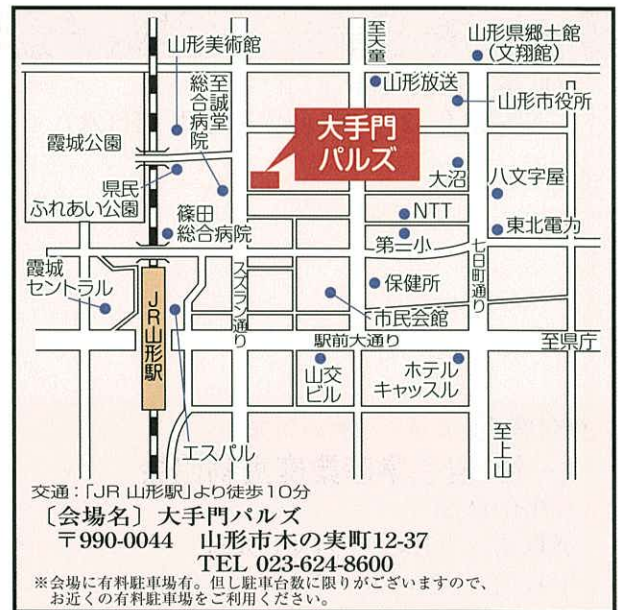 至天童
山形県郷土館
(文翔館)
山形美術館
至誠堂
総合病院
山形放送
山形市役所
霞城公園
大手門
パルズ
県民
ふれあい公園
大沼
八文字屋
NTT
篠田
総合病院
第一小
東北電力
七日町通り
霞城
セントラル
JR山形駅
スズラン通り
保健所
市民会館
駅前大通り
至県庁
山交
ビル
ホテル
キャッスル
エスパル
至上山
交通:「JR 山形駅」より徒歩10分
〔会場名〕大手門パルズ
〒990-0044 山形市木の実町12-37
TEL 023-624-8600
※会場に有料駐車場有。但し駐車台数に限りがございますので、
お近くの有料駐車場をご利用ください。